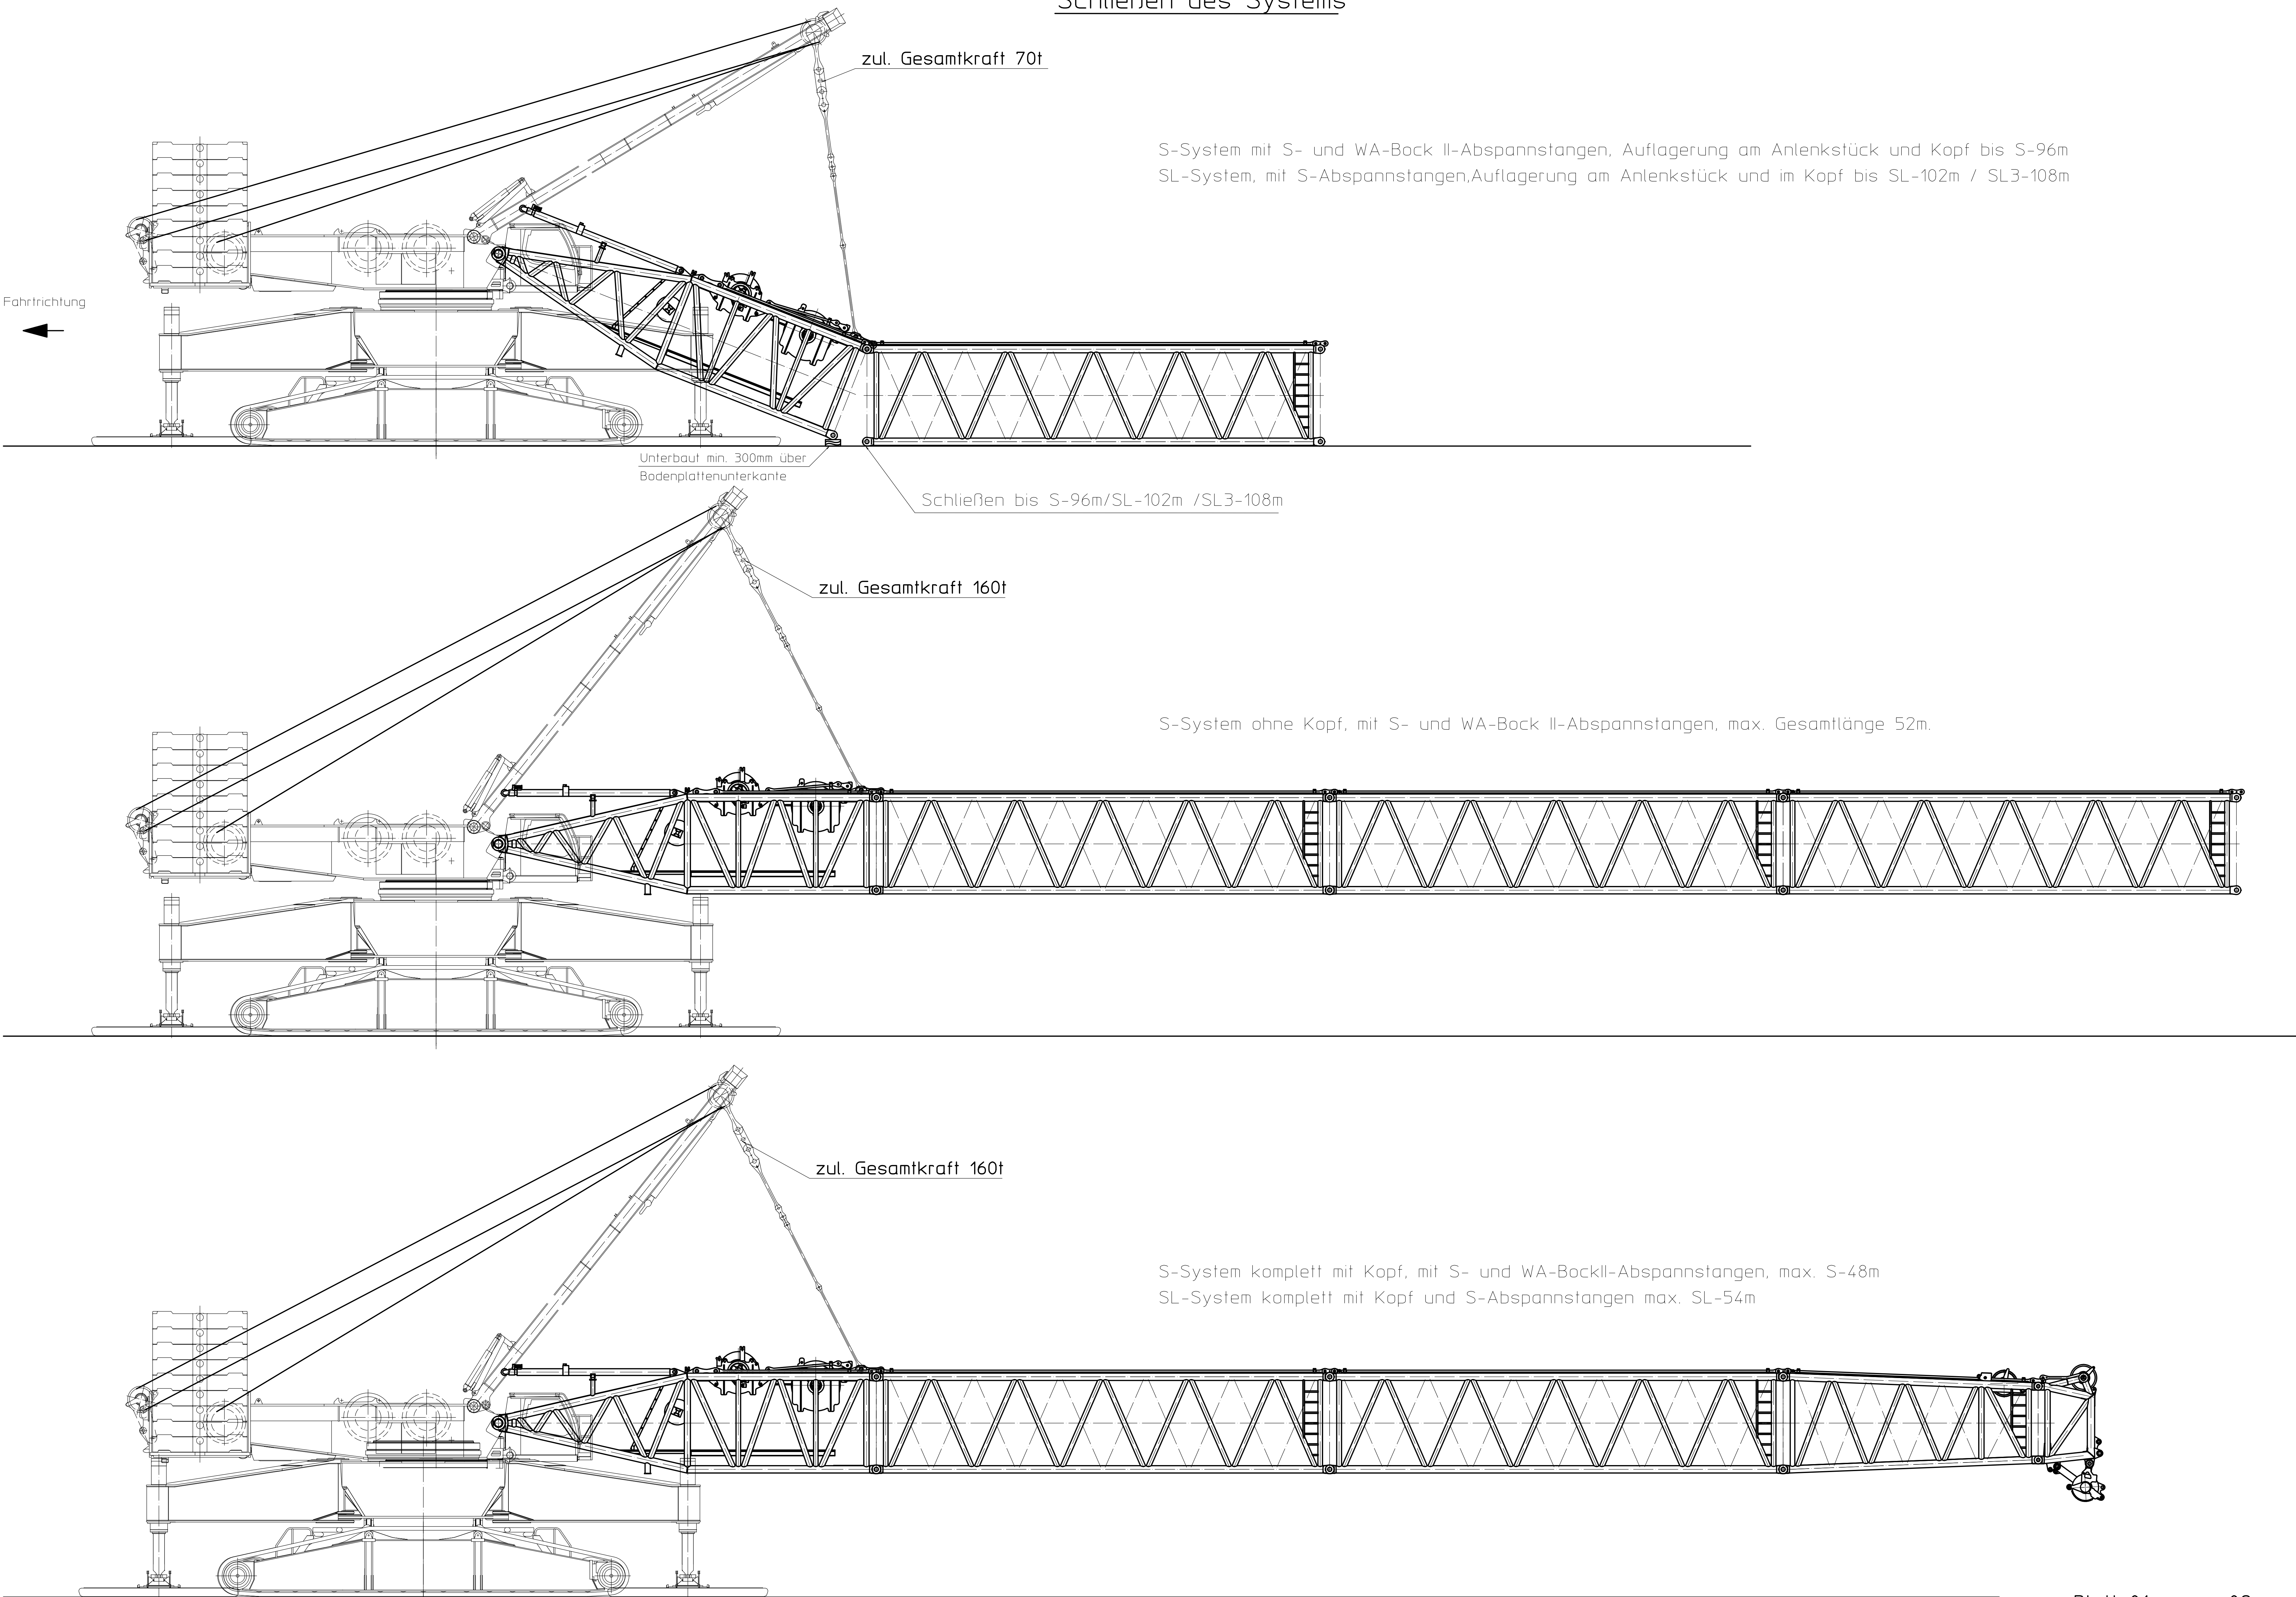 Schließen des Systems
zul. Gesamtkraft 70t
S-System mit S- und WA-Bock II-Abspannstangen, Auflagerung am Anlenkstück und Kopf bis S-96m
SL-System, mit S-Abspannstangen,Auflagerung am Anlenkstück und im Kopf bis SL-102m / SL3-108m
Fahrtrichtung
Unterbaut min. 300mm über
Bodenplattenunterkante
Schließen bis S-96m/SL-102m /SL3-108m
zul. Gesamtkraft 160t
S-System ohne Kopf, mit S- und WA-Bock II-Abspannstangen, max. Gesamtlänge 52m.
zul. Gesamtkraft 160t
S-System komplett mit Kopf, mit S- und WA-BockII-Abspannstangen, max. S-48m
SL-System komplett mit Kopf und S-Abspannstangen max. SL-54m